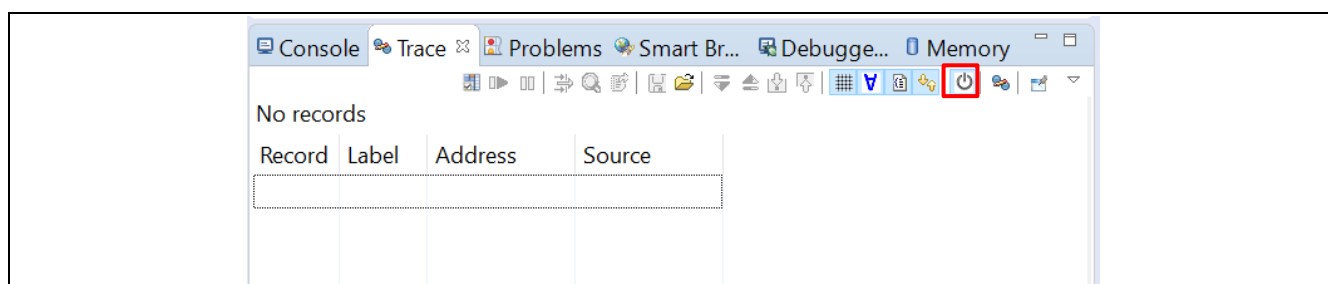 Console Trace Problems Smart Br... Debugge... Memory
No records
Record Label Address Source